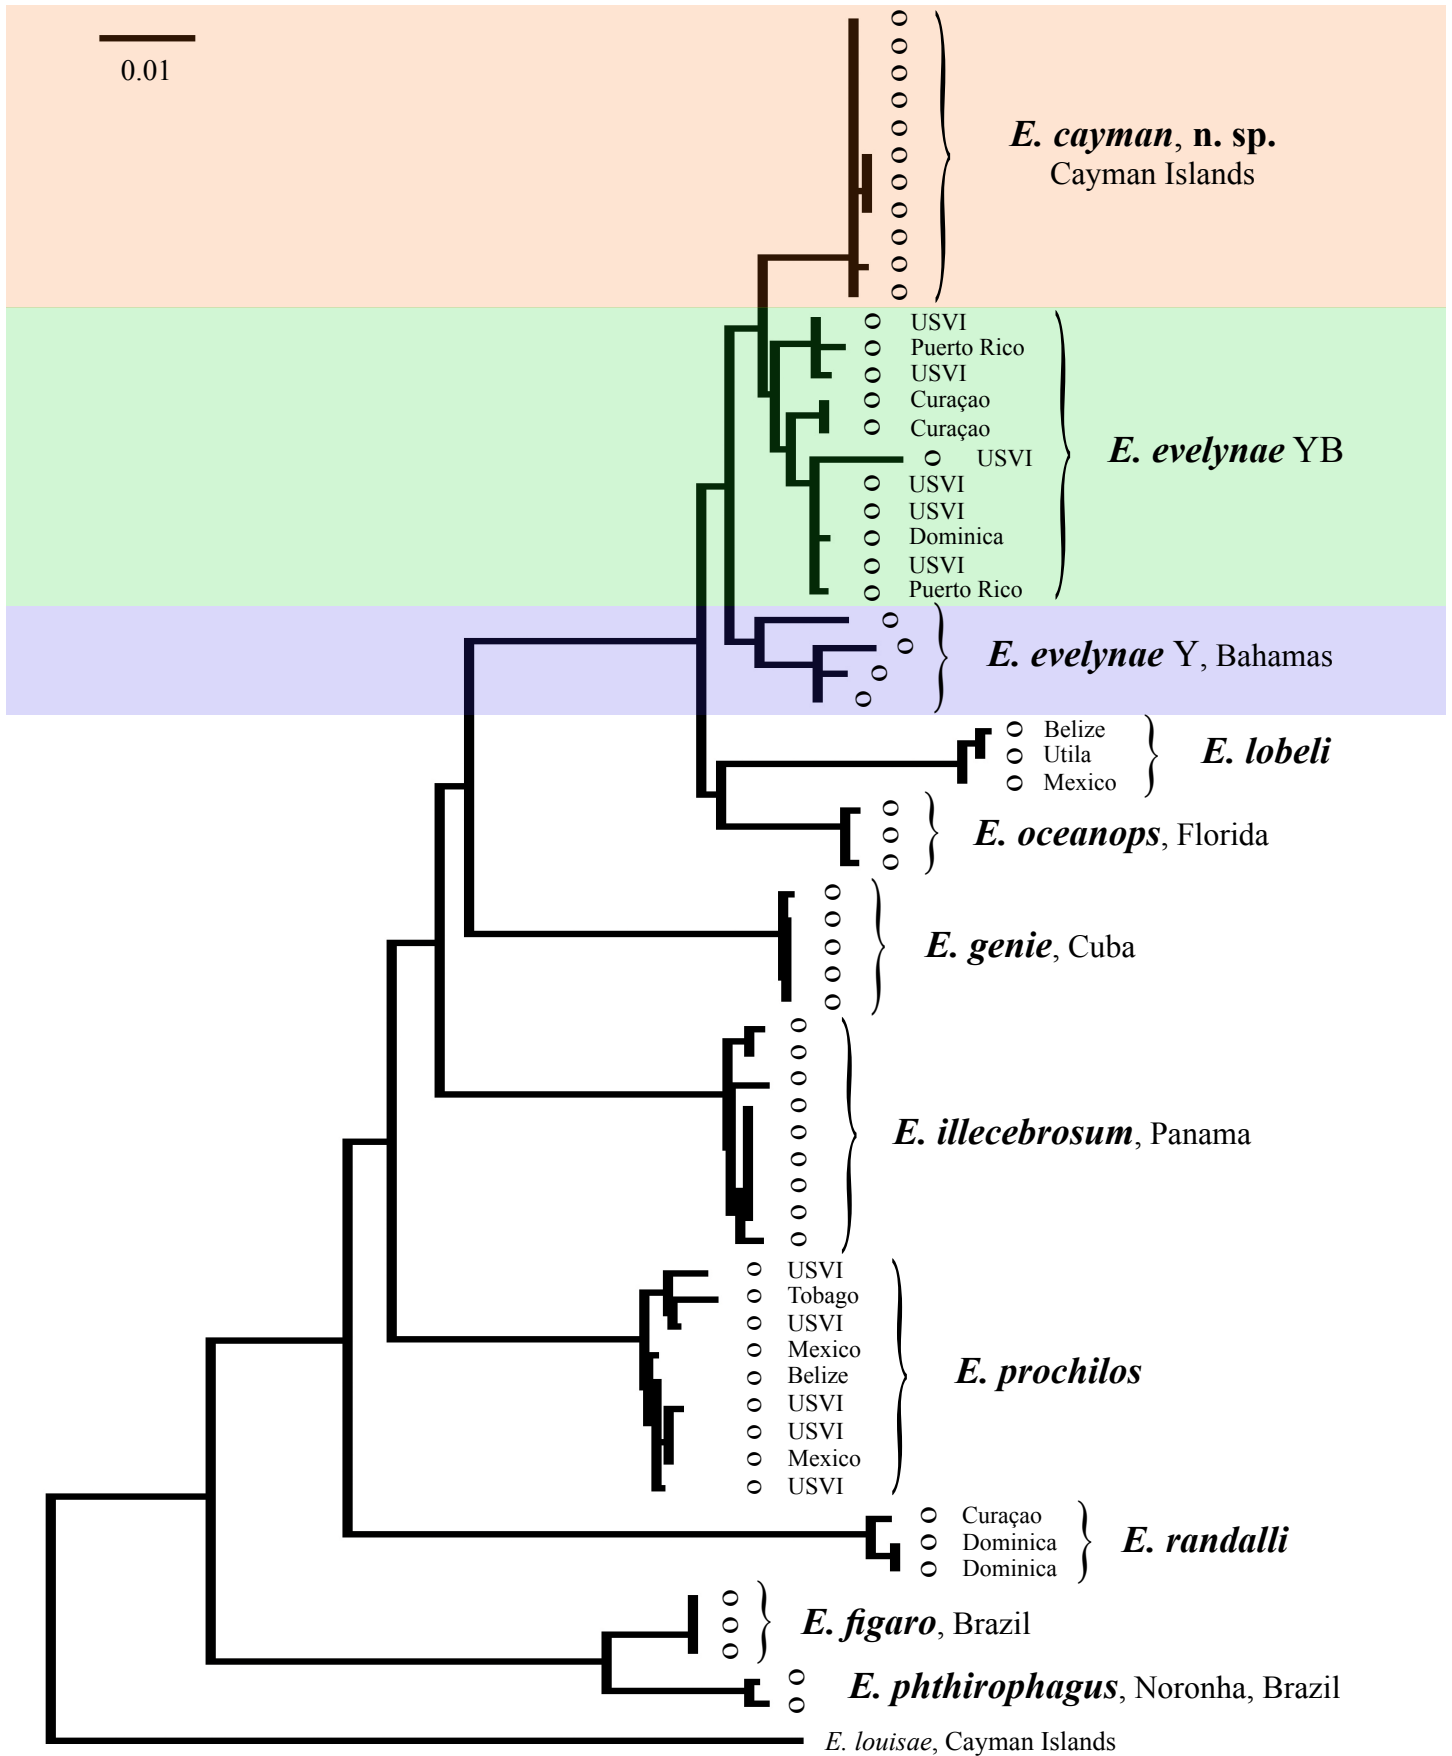 0.01
E. cayman, n. sp.
Cayman Islands
USVI
Puerto Rico
USVI
Curaçao
Curaçao
USVI
USVI
USVI
Dominica
USVI
Puerto Rico
E. evelynae YB
E. evelynae Y, Bahamas
Belize
Utila
Mexico
E. lobeli
E. oceanops, Florida
E. genie, Cuba
E. illecebrosum, Panama
USVI
Tobago
USVI
Mexico
Belize
USVI
USVI
Mexico
USVI
E. prochilos
Curaçao
Dominica
Dominica
E. randalli
E. figaro, Brazil
E. phthirophagus, Noronha, Brazil
E. louisae, Cayman Islands